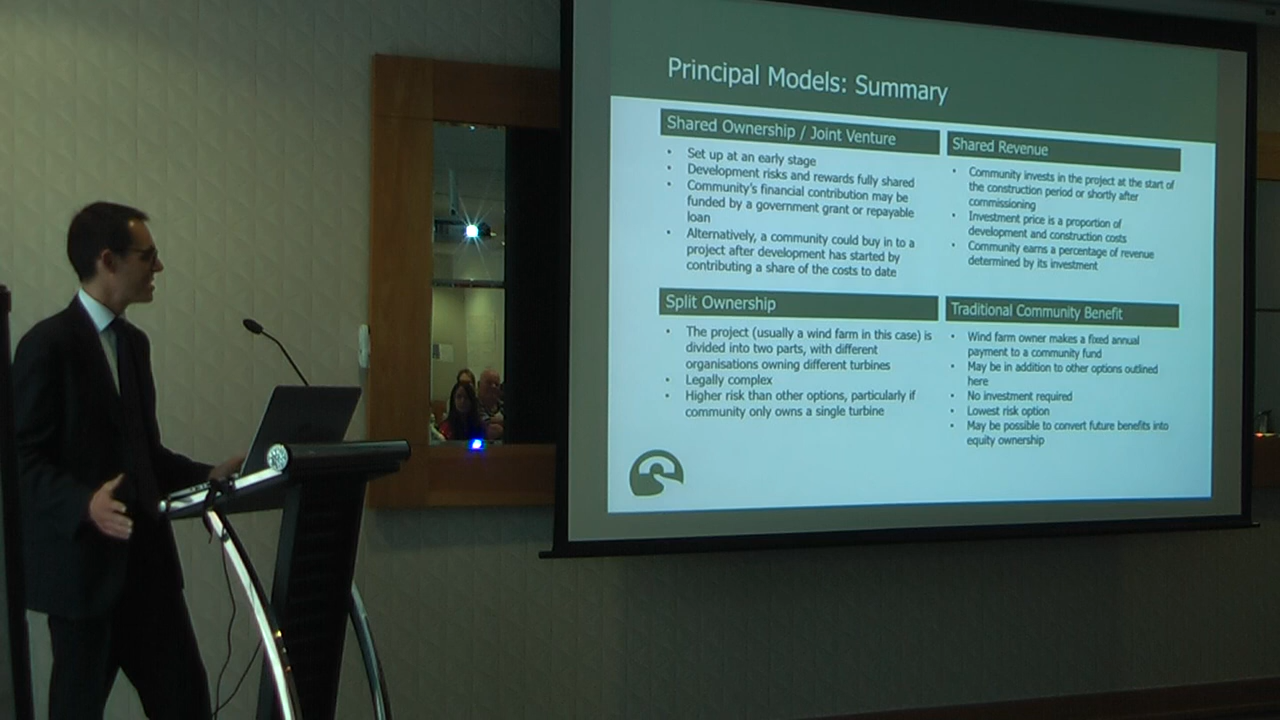 Principal Models: Summary
Shared Ownership / Joint Venture
• Set up at an early stage
• Development risks and rewards fully shared
• Community's financial contribution may be
funded by a government grant or repayable
loan
• Alternatively, a community could buy in to a
project after development has started by
contributing a share of the costs to date
Shared Revenue
• Community invests in the project at the start of
the construction period or shortly after
commissioning
• Investment price is a proportion of
development and construction costs
• Community earns a percentage of revenue
determined by its investment
Split Ownership
• The project (usually a wind farm in this case) is
divided into two parts, with different
organisations owning different turbines
• Legally complex
• Higher risk than other options, particularly if
community only owns a single turbine
Traditional Community Benefit
• Wind farm owner makes a fixed annual
payment to a community fund
• May be in addition to other options outlined
here
• No investment required
• Lowest risk option
• May be possible to convert future benefits into
equity ownership